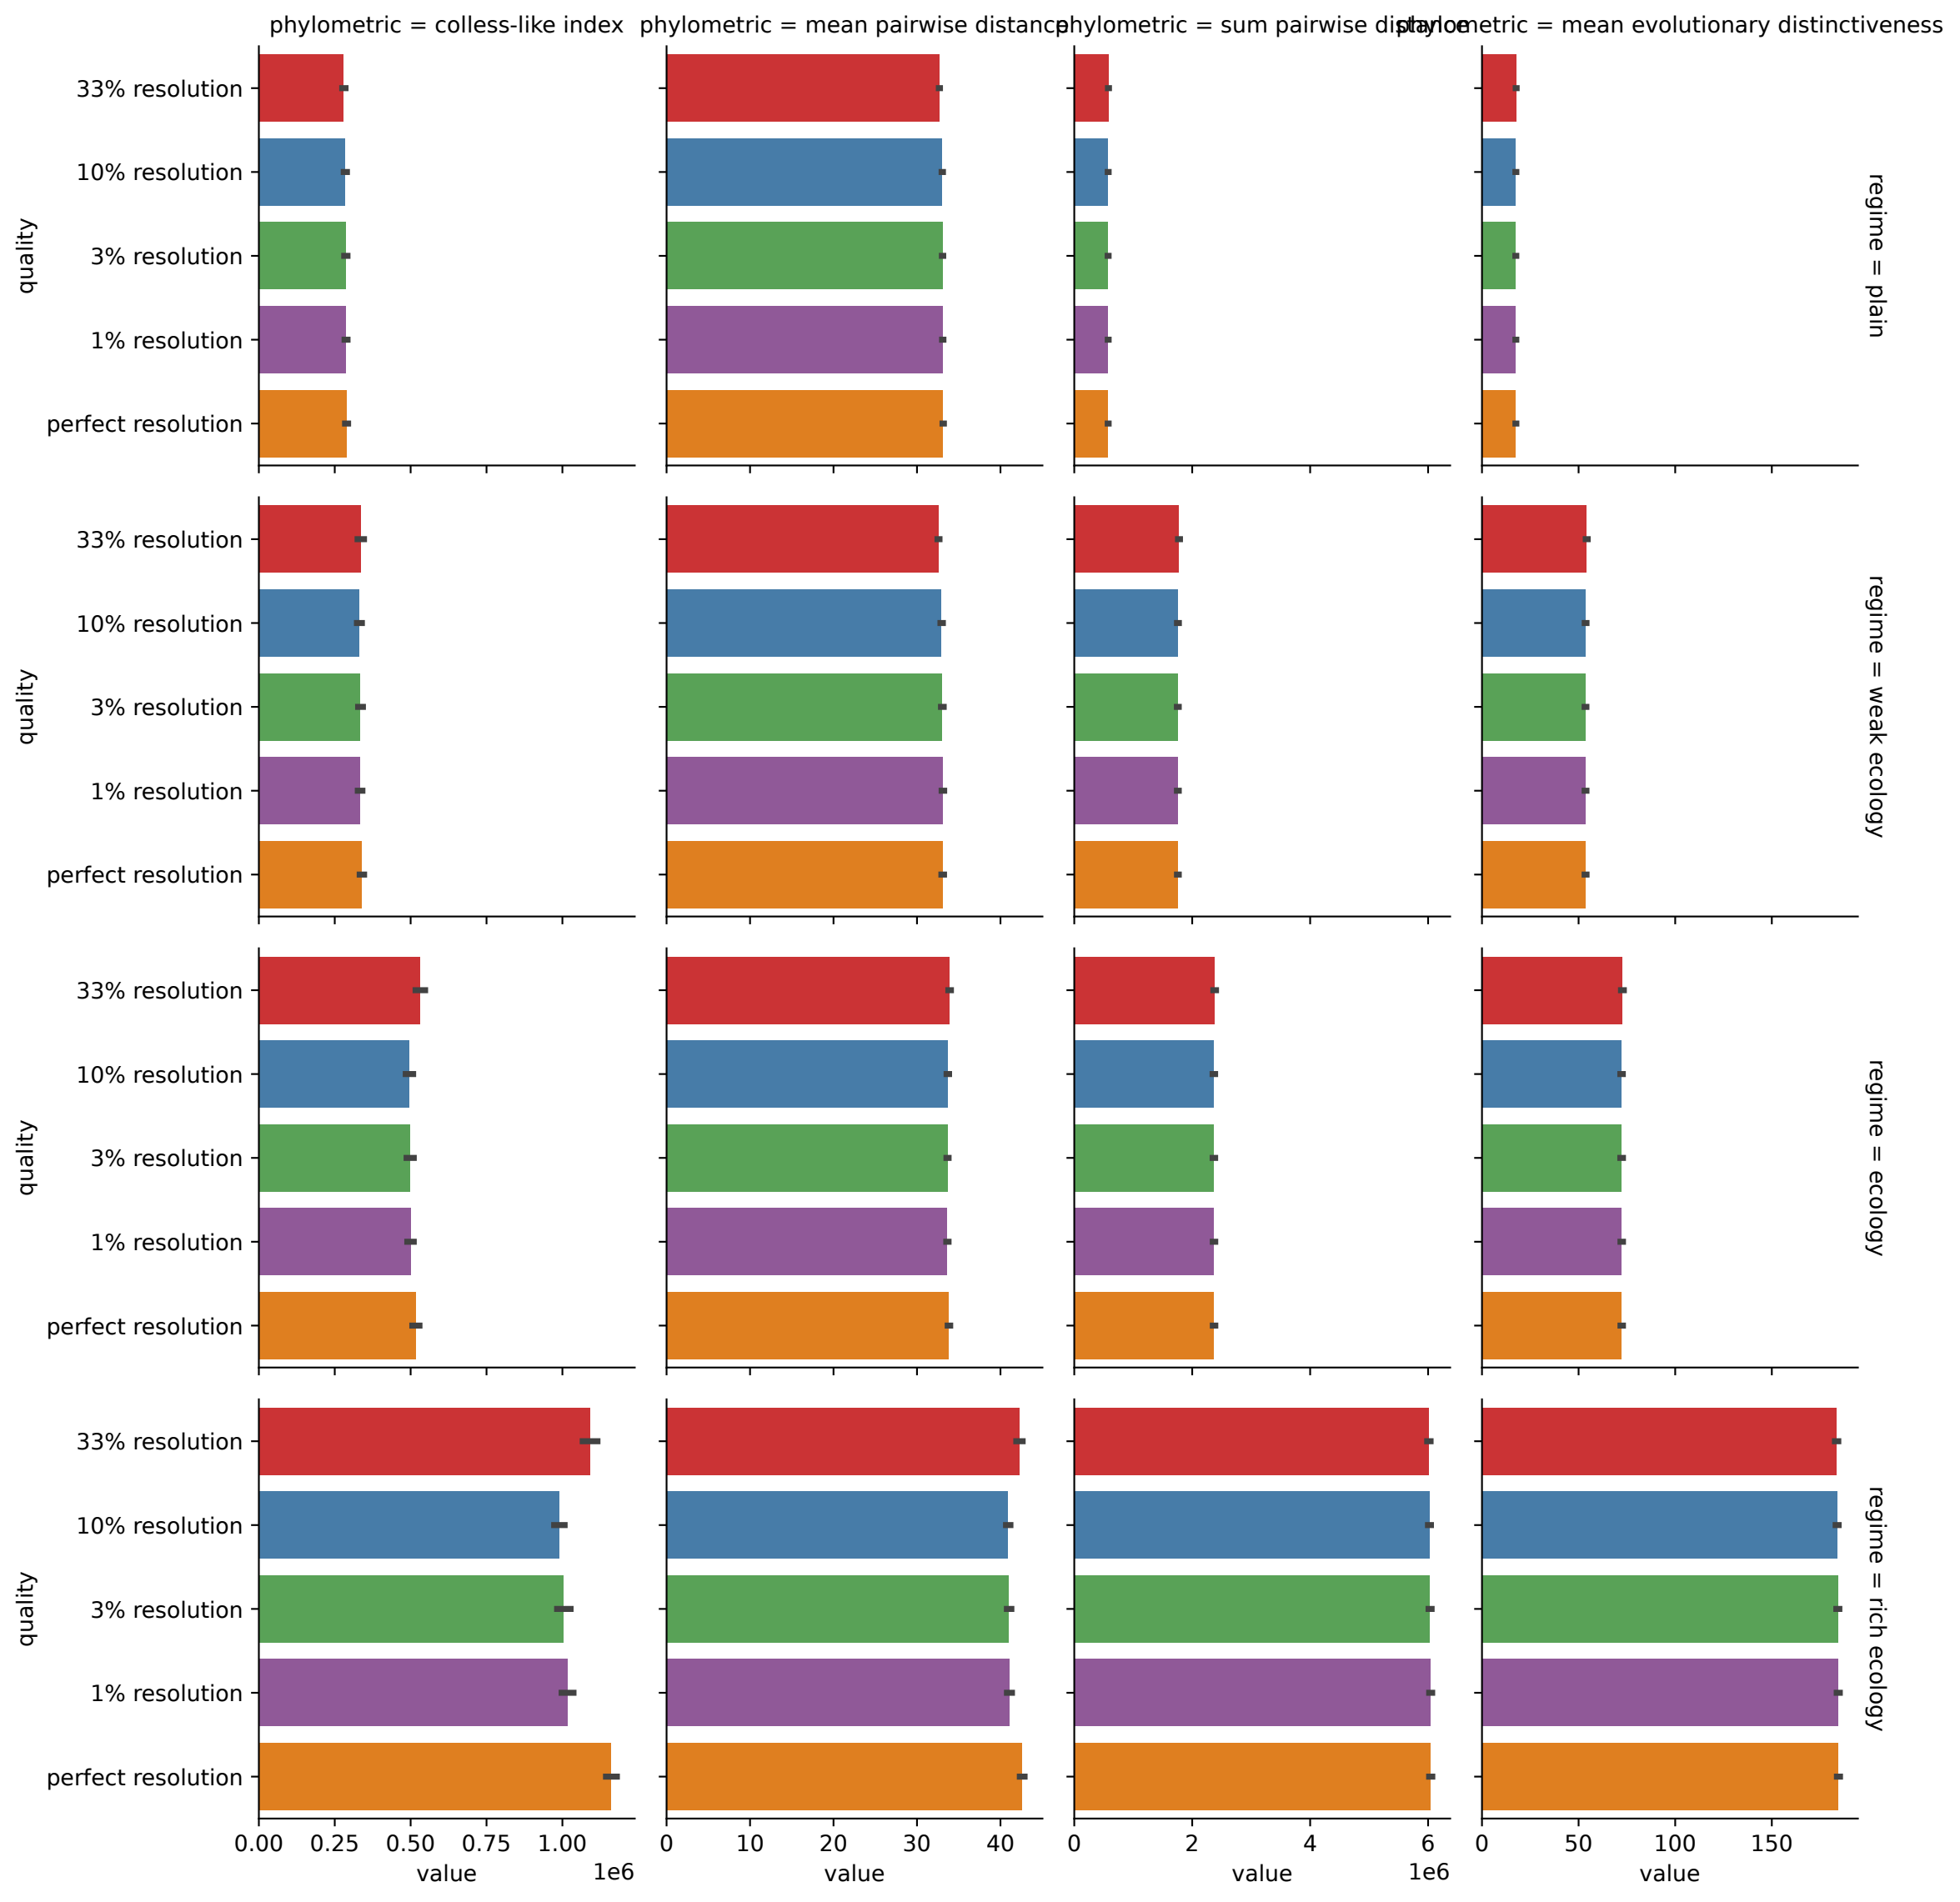 phylometric = colless-like index
phylometric = mean pairwise distance
phylometric = sum pairwise distance
phylometric = mean evolutionary distinctiveness
quality
33% resolution
10% resolution
3% resolution
1% resolution
perfect resolution
regime = plain
quality
33% resolution
10% resolution
3% resolution
1% resolution
perfect resolution
regime = weak ecology
quality
33% resolution
10% resolution
3% resolution
1% resolution
perfect resolution
regime = ecology
quality
33% resolution
10% resolution
3% resolution
1% resolution
perfect resolution
regime = rich ecology
0.00 0.25 0.50 0.75 1.00
value
1e6
0 10 20 30 40
value
0 2 4 6
value
1e6
0 50 100 150
value